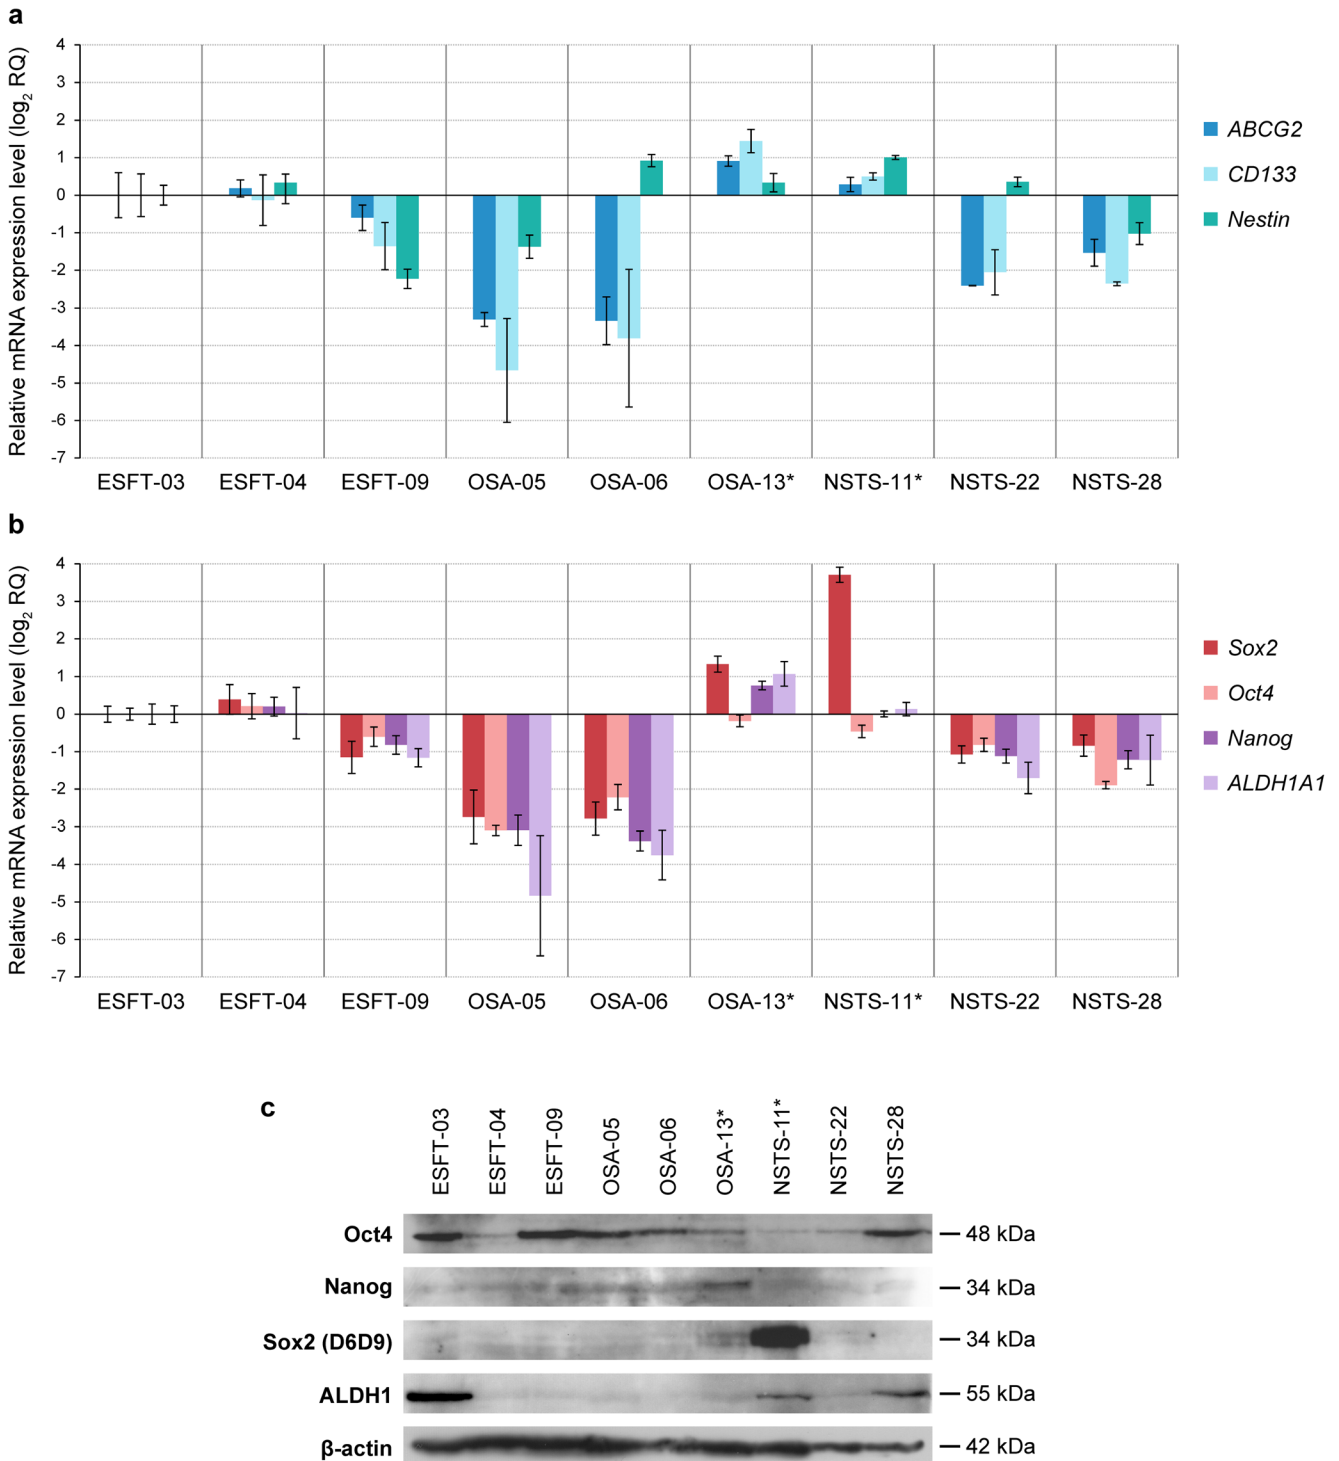 a
Relative mRNA expression level (log2 RQ)
4
3
2
1
0
-1
-2
-3
-4
-5
-6
-7
ESFT-03 ESFT-04 ESFT-09 OSA-05 OSA-06 OSA-13* NSTS-11* NSTS-22 NSTS-28
ABCG2
CD133
Nestin
b
Relative mRNA expression level (log2 RQ)
4
3
2
1
0
-1
-2
-3
-4
-5
-6
-7
ESFT-03 ESFT-04 ESFT-09 OSA-05 OSA-06 OSA-13* NSTS-11* NSTS-22 NSTS-28
Sox2
Oct4
Nanog
ALDH1A1
c
ESFT-03 ESFT-04 ESFT-09 OSA-05 OSA-06 OSA-13* NSTS-11* NSTS-22 NSTS-28
Oct4 — 48 kDa
Nanog — 34 kDa
Sox2 (D6D9) — 34 kDa
ALDH1 — 55 kDa
β-actin — 42 kDa